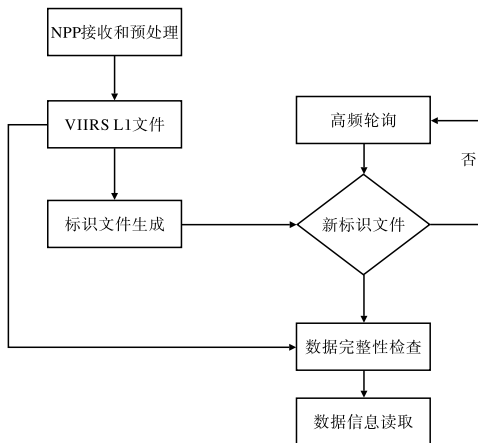 NPP接收和预处理
VIIRS L1文件
高频轮询
否
标识文件生成
新标识文件
数据完整性检查
数据信息读取